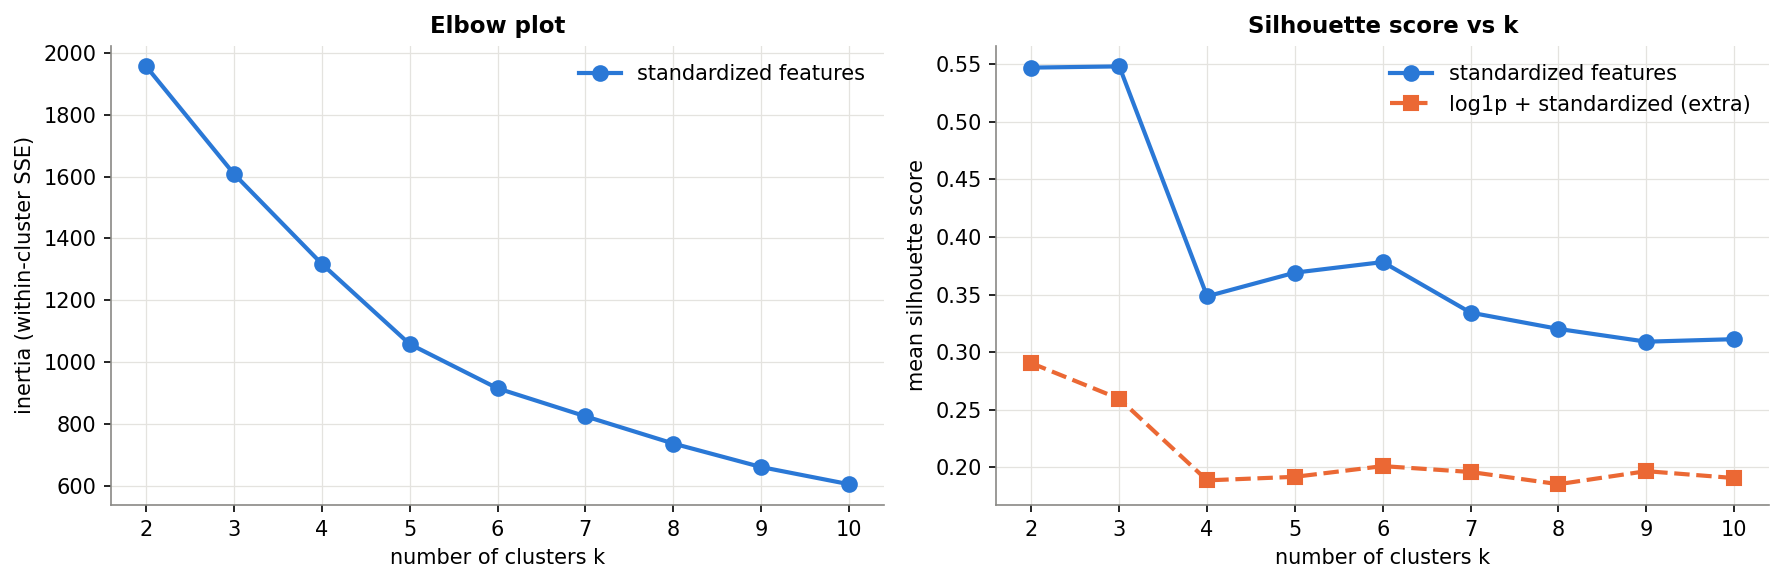 Elbow plot
2000
1800
1600
1400
1200
1000
800
600
inertia (within-cluster SSE)
standardized features
2 3 4 5 6 7 8 9 10
number of clusters k
Silhouette score vs k
0.55
0.50
0.45
0.40
0.35
0.30
0.25
0.20
mean silhouette score
standardized features
log1p + standardized (extra)
2 3 4 5 6 7 8 9 10
number of clusters k